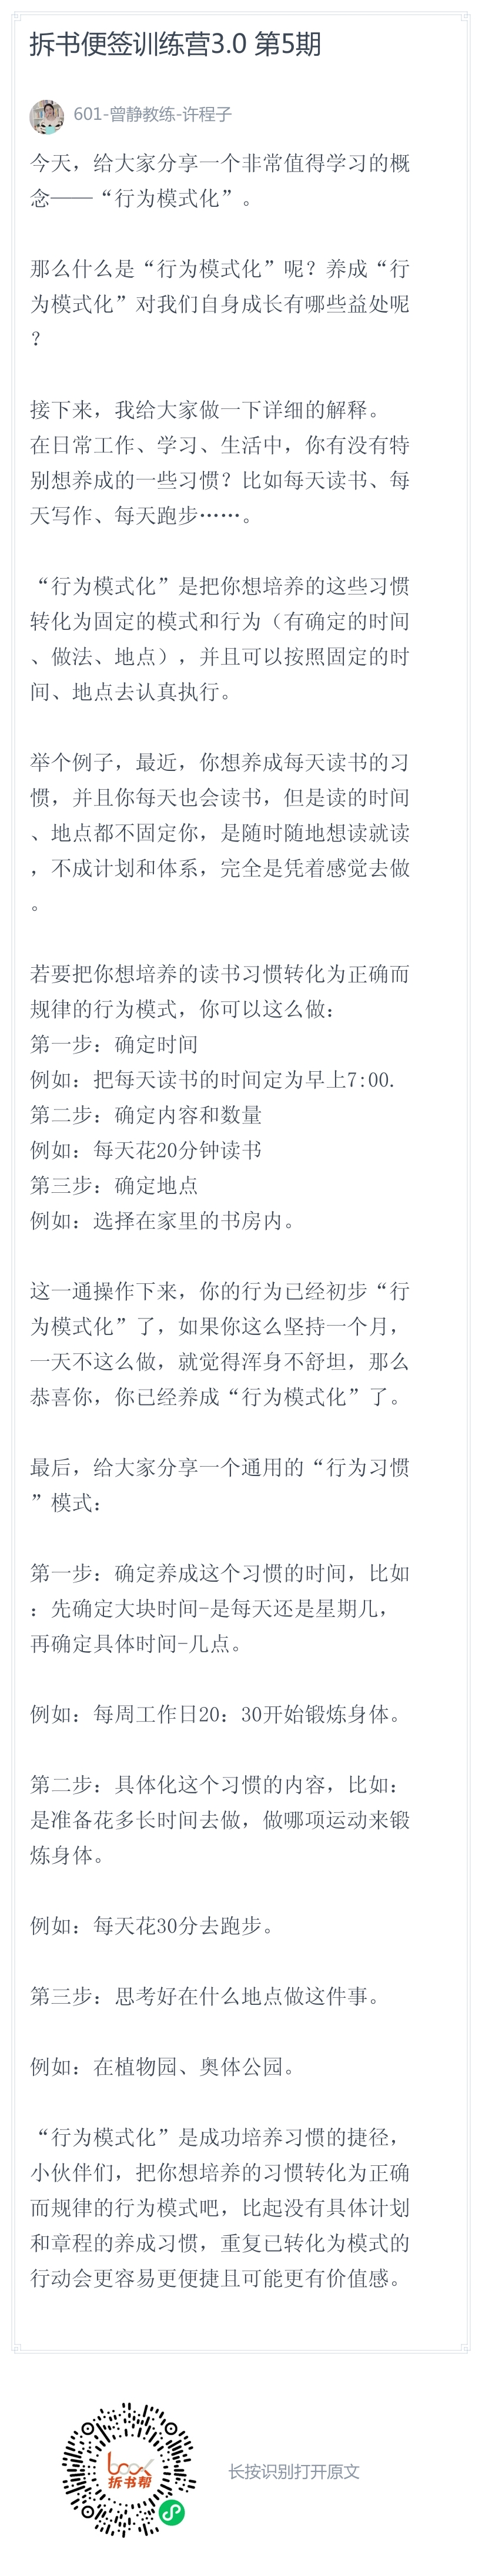 拆书便签训练营3.0 第5期
601-曾静教练-许程子
今天，给大家分享一个非常值得学习的概
念——“行为模式化”。
那么什么是“行为模式化”呢？养成“行
为模式化”对我们自身成长有哪些益处呢
？
接下来，我给大家做一下详细的解释。
在日常工作、学习、生活中，你有没有特
别想养成的一些习惯？比如每天读书、每
天写作、每天跑步……。
“行为模式化”是把你想培养的这些习惯
转化为固定的模式和行为（有确定的时间
、做法、地点），并且可以按照固定的时
间、地点去认真执行。
举个例子，最近，你想养成每天读书的习
惯，并且你每天也会读书，但是读的时间
、地点都不固定你，是随时随地想读就读
，不成计划和体系，完全是凭着感觉去做
。
若要把你想培养的读书习惯转化为正确而
规律的行为模式，你可以这么做：
第一步：确定时间
例如：把每天读书的时间定为早上7:00.
第二步：确定内容和数量
例如：每天花20分钟读书
第三步：确定地点
例如：选择在家里的书房内。
这一通操作下来，你的行为已经初步“行
为模式化”了，如果你这么坚持一个月，
一天不这么做，就觉得浑身不舒坦，那么
恭喜你，你已经养成“行为模式化”了。
最后，给大家分享一个通用的“行为习惯
”模式：
第一步：确定养成这个习惯的时间，比如
：先确定大块时间-是每天还是星期几，
再确定具体时间-几点。
例如：每周工作日20：30开始锻炼身体。
第二步：具体化这个习惯的内容，比如：
是准备花多长时间去做，做哪项运动来锻
炼身体。
例如：每天花30分去跑步。
第三步：思考好在什么地点做这件事。
例如：在植物园、奥体公园。
“行为模式化”是成功培养习惯的捷径，
小伙伴们，把你想培养的习惯转化为正确
而规律的行为模式吧，比起没有具体计划
和章程的养成习惯，重复已转化为模式的
行动会更容易更便捷且可能更有价值感。
book
拆书帮
长按识别打开原文